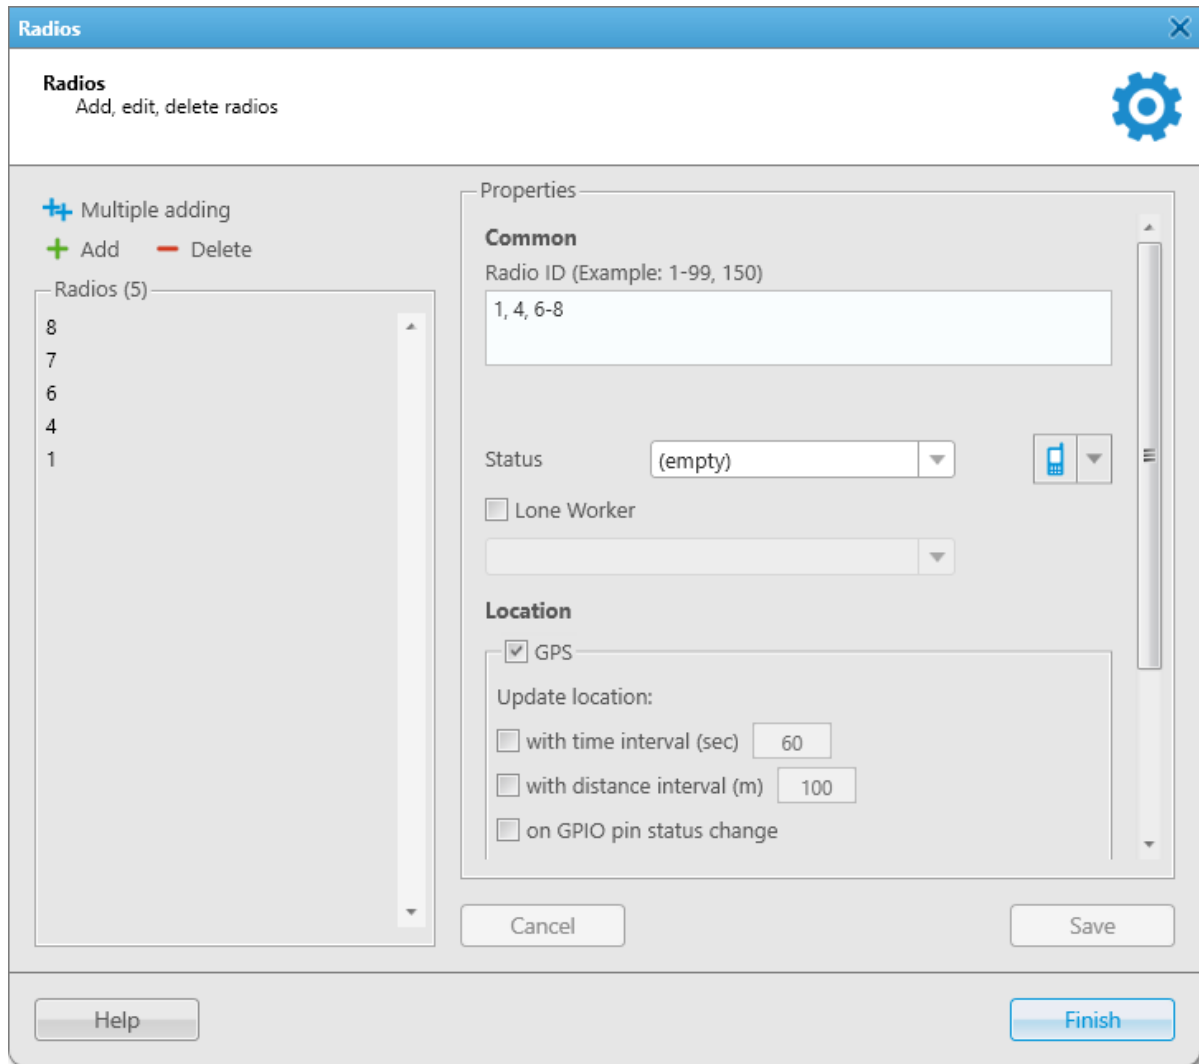 Radios
Radios
Add, edit, delete radios
Multiple adding
Add
Delete
Radios (5)
8
7
6
4
1
Properties
Common
Radio ID (Example: 1-99, 150)
1, 4, 6-8
Status
(empty)
Lone Worker
Location
GPS
Update location:
with time interval (sec) 60
with distance interval (m) 100
on GPIO pin status change
Cancel
Save
Help
Finish